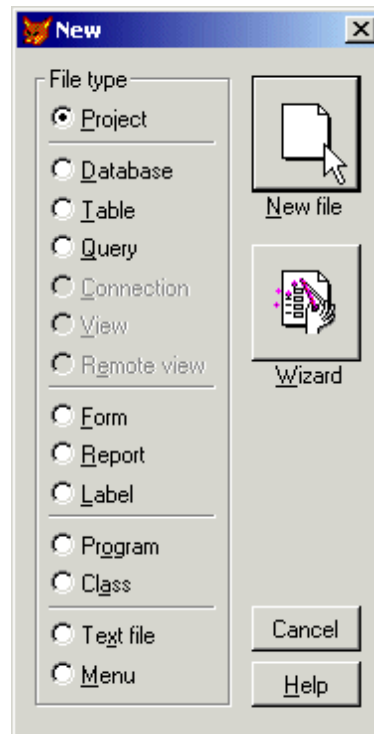 New
File type
Project
Database
Table
Query
Connection
View
Remote view
Form
Report
Label
Program
Class
Text file
Menu
New file
Wizard
Cancel
Help